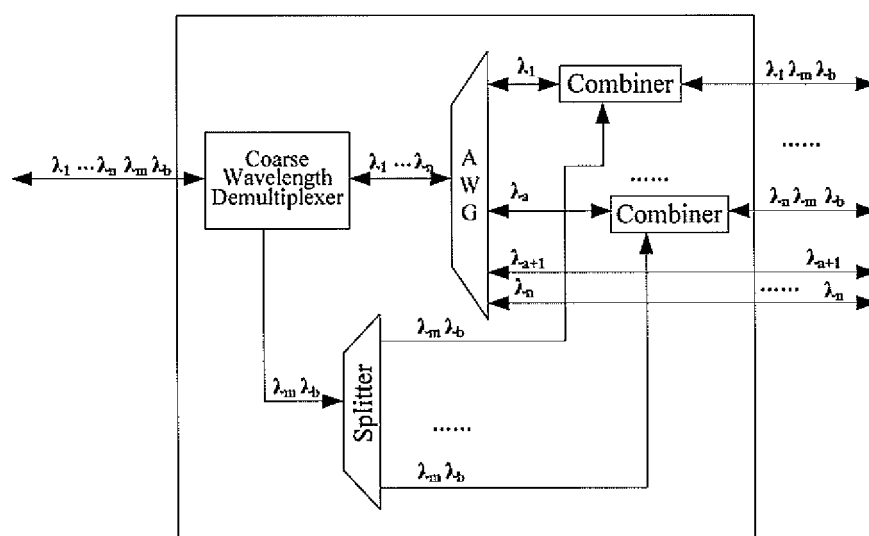 λ1 ... λn λm λb
Coarse
Wavelength
Demultiplexer
λ1 ... λn
A
W
G
λ1
Combiner
λ1 λm λb
......
......
λa
Combiner
λn λm λb
λa+1
λa+1
λn
......
λn
λm λb
λm λb
Splitter
......
λm λb